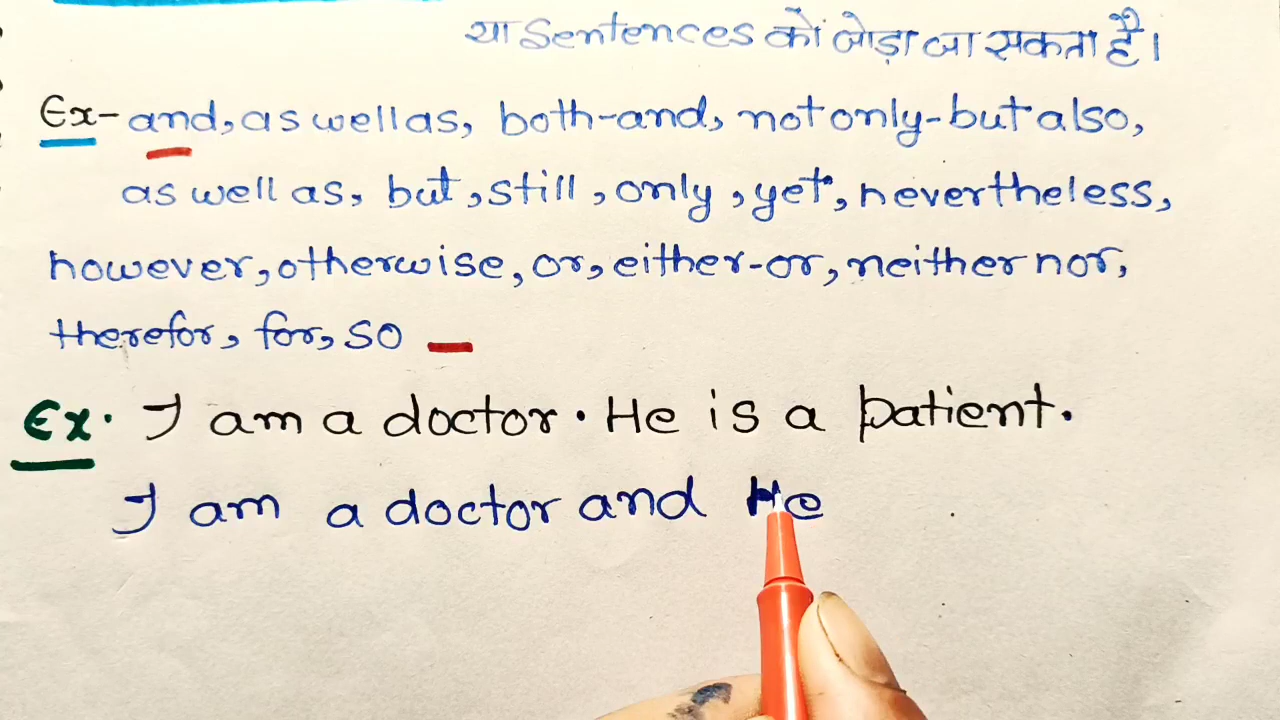 या Sentences को जोड़ा जा सकता है।
Ex- and, as well as, both-and, not only-but also,
as well as, but, still, only, yet, nevertheless,
however, otherwise, or, either-or, neither nor,
therefor, for, so
Ex. I am a doctor. He is a patient.
I am a doctor and He